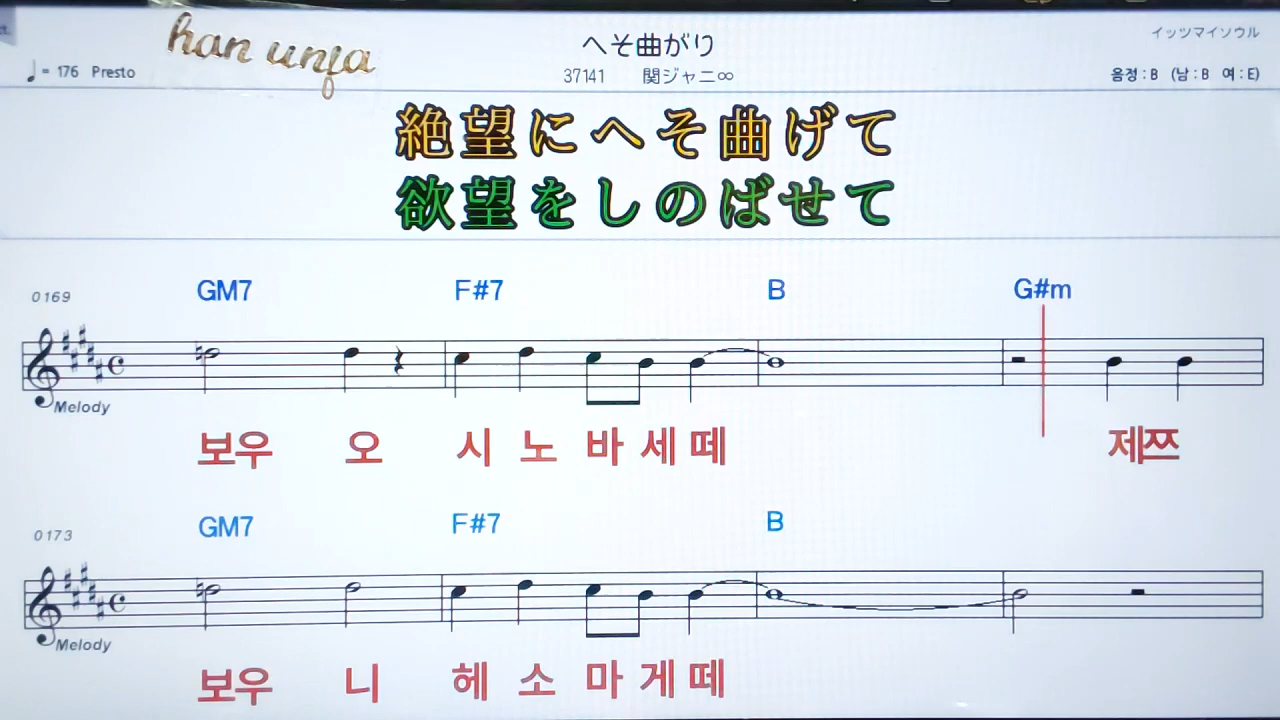 han unja
へそ曲がり
イッツマイソウル
♩= 176 Presto
37141 関ジャニ∞
음정 : B (남 : B 여 : E)
絶望にへそ曲げて
欲望をしのばせて
0169 GM7 F#7 B G#m
Melody
보우 오 시 노 바 세 떼 제쯔
0173 GM7 F#7 B
Melody
보우 니 헤 소 마 게 떼